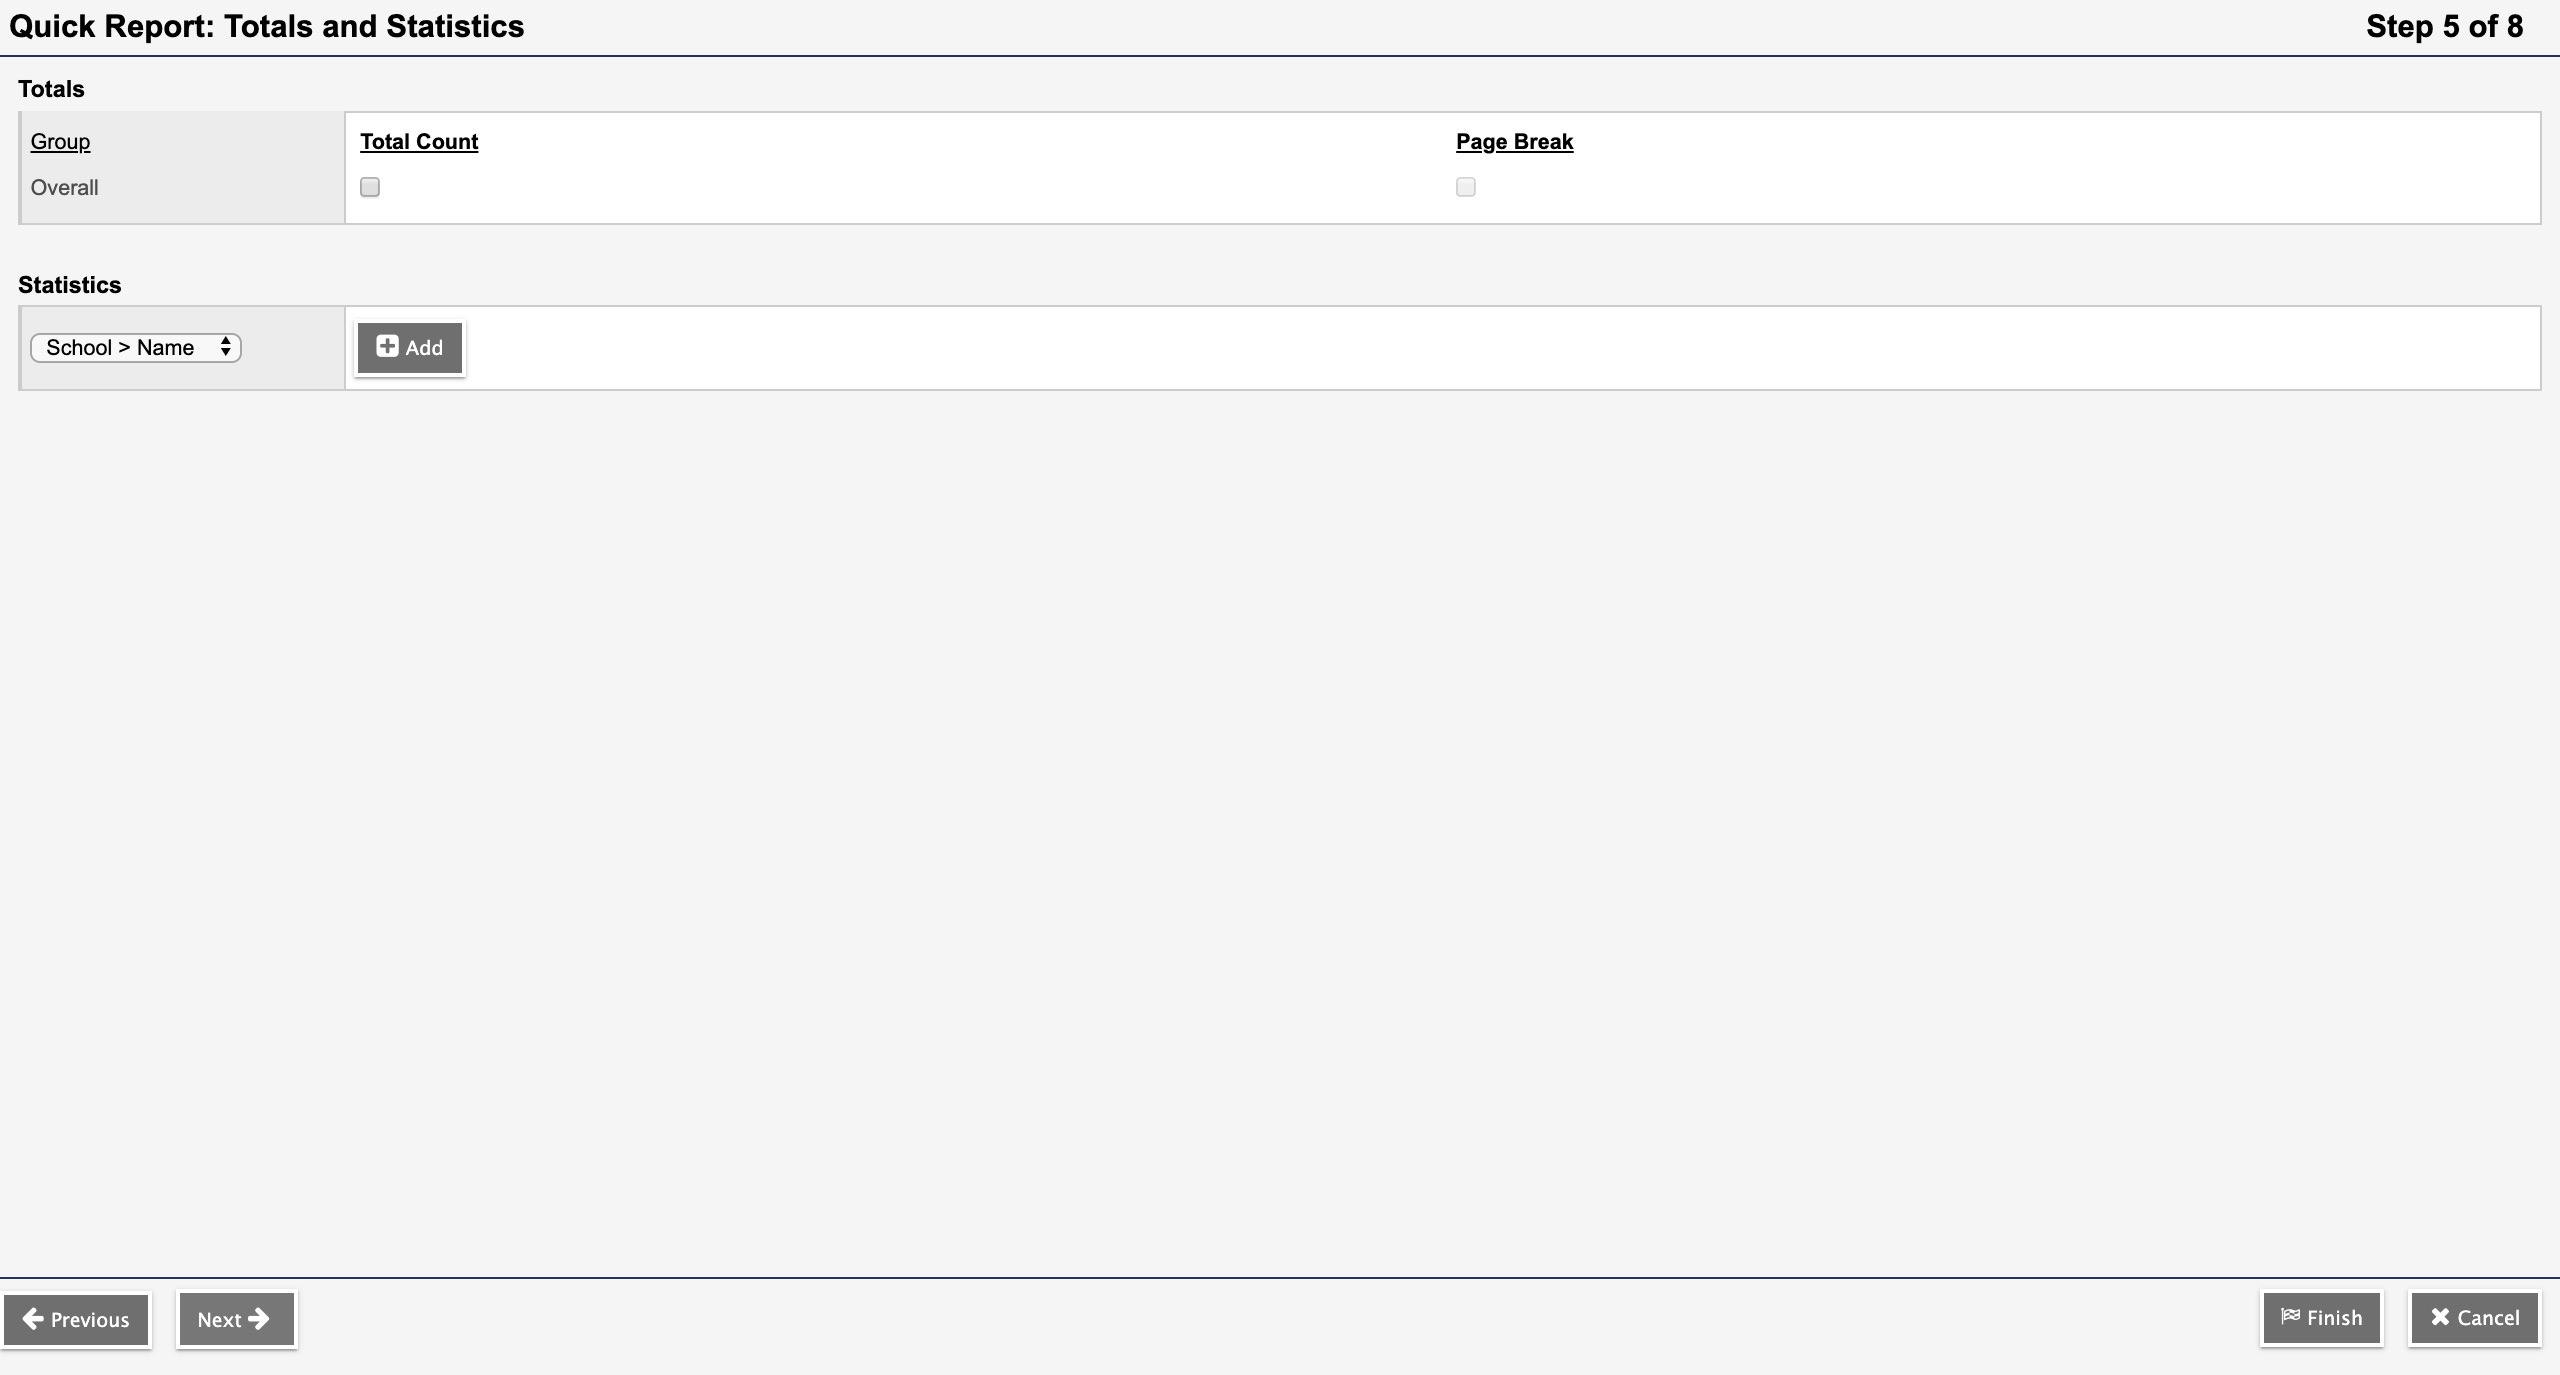 Quick Report: Totals and Statistics
Step 5 of 8
Totals
Group
Total Count
Page Break
Overall
Statistics
School > Name
Add
Previous
Next
Finish
Cancel